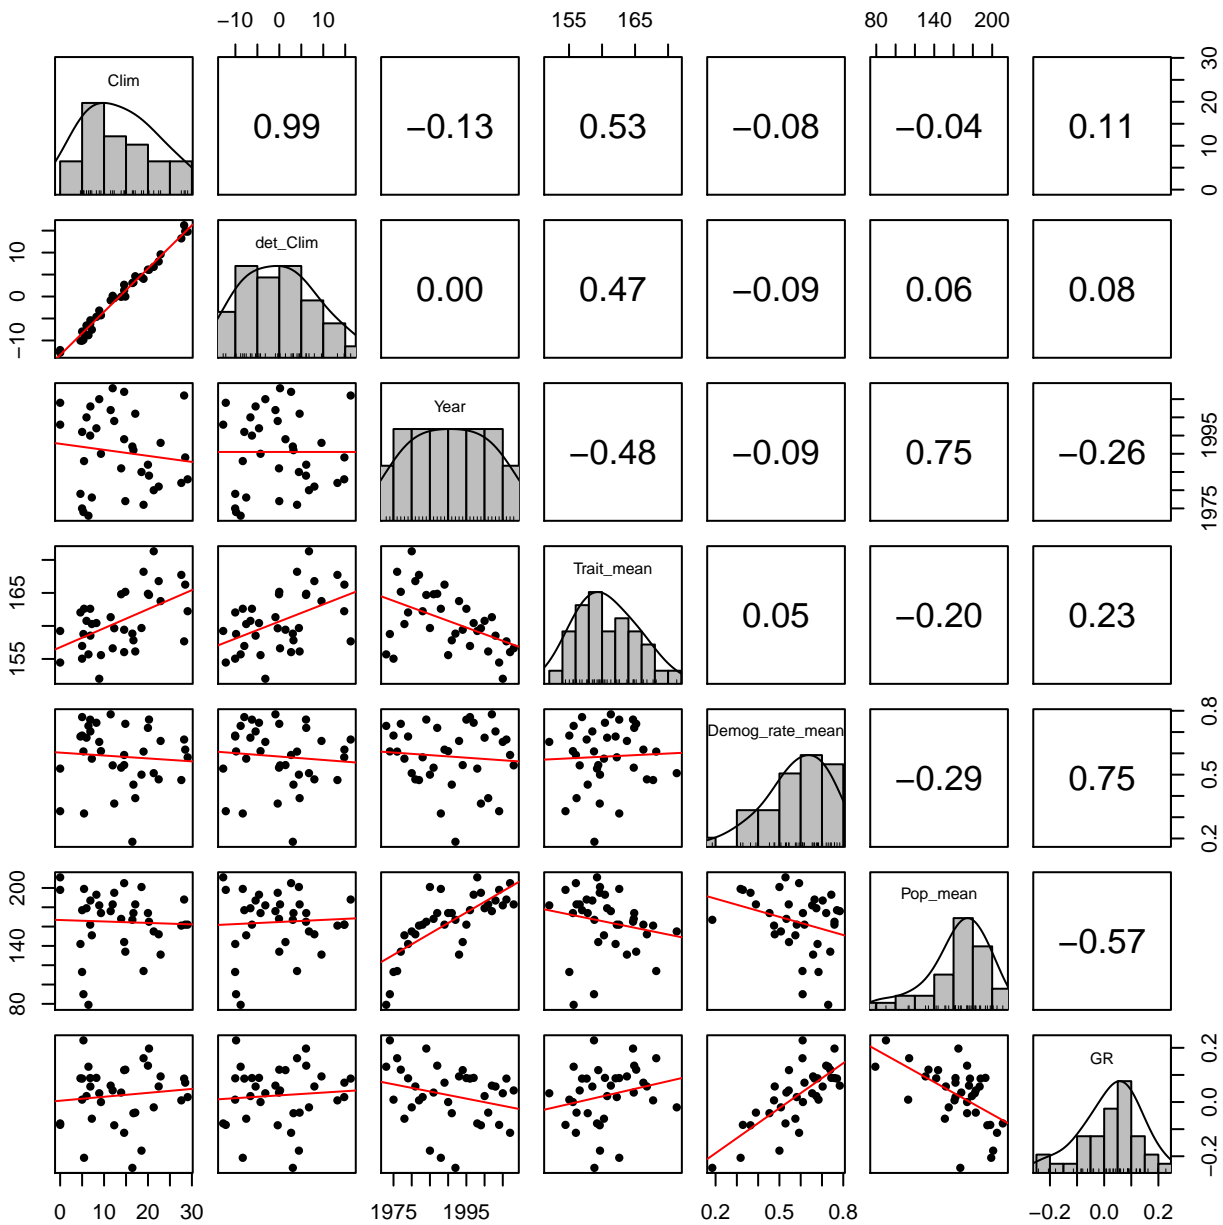 −10 0 10 155 165 80 140 200
Clim 0.99 −0.13 0.53 −0.08 −0.04 0.11 0 10 20 30
−10 0 10 det_Clim 0.00 0.47 −0.09 0.06 0.08
Year −0.48 −0.09 0.75 −0.26 1975 1995
155 165 Trait_mean 0.05 −0.20 0.23
Demog_rate_mean −0.29 0.75 0.2 0.5 0.8
80 140 200 Pop_mean −0.57
GR −0.2 0.0 0.2
0 10 20 30 1975 1995 0.2 0.5 0.8 −0.2 0.0 0.2